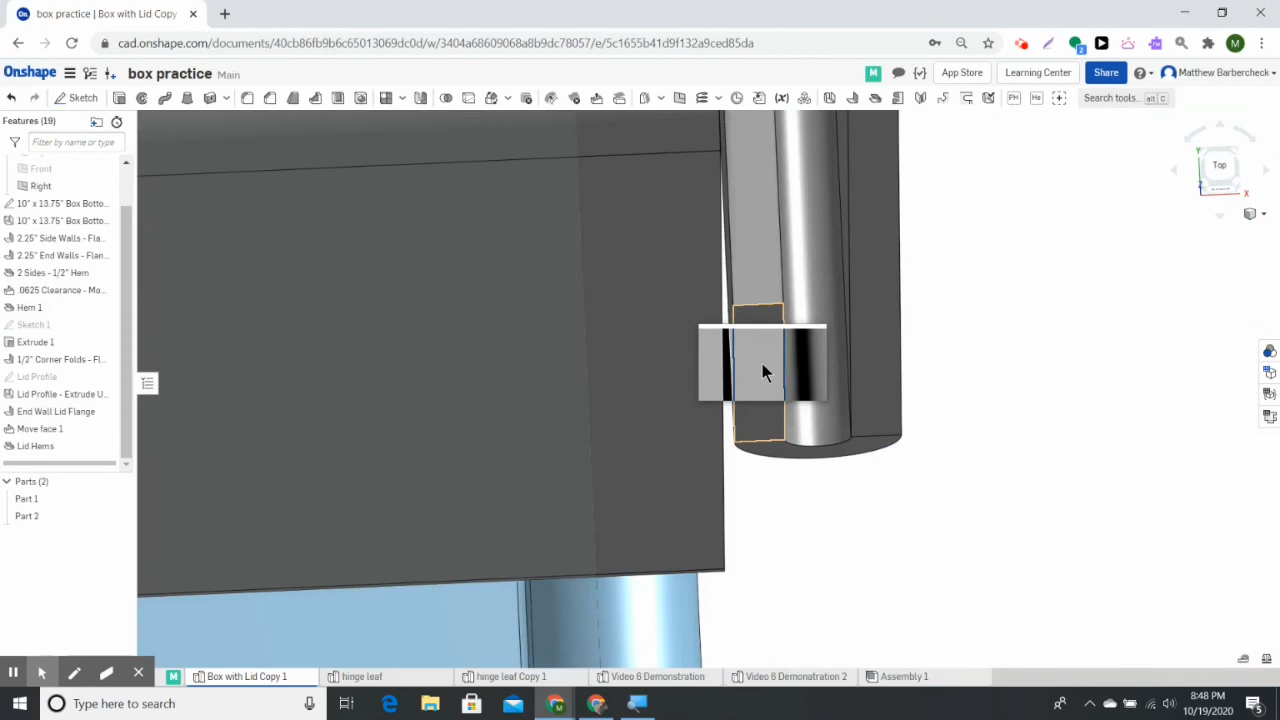 On box practice | Box with Lid Copy
cad.onshape.com/documents/40cb86fb9b6c65013069dc0d/w/3404a68609068a8b9dc78057/e/5c1655b41d9f132a9ced85da
2
M
Onshape box practice Main
M App Store Learning Center Share Matthew Barbercheck
Sketch (x) PH Ha Search tools... alt C
Features (19)
Filter by name or type
Front
Right
10" x 13.75" Box Botto...
10" x 13.75" Box Botto...
2.25" Side Walls - Fla...
2.25" End Walls - Flan...
2 Sides - 1/2" Hem
.0625 Clearance - Mo...
Hem 1
Sketch 1
Extrude 1
1/2" Corner Folds - Fl...
Lid Profile
Lid Profile - Extrude U...
End Wall Lid Flange
Move face 1
Lid Hems
Parts (2)
Part 1
Part 2
Y
Top
Z
X
M Box with Lid Copy 1 hinge leaf hinge leaf Copy 1 Video 6 Demonstration Video 6 Demonatration 2 Assembly 1
Type here to search
8:48 PM
10/19/2020
5